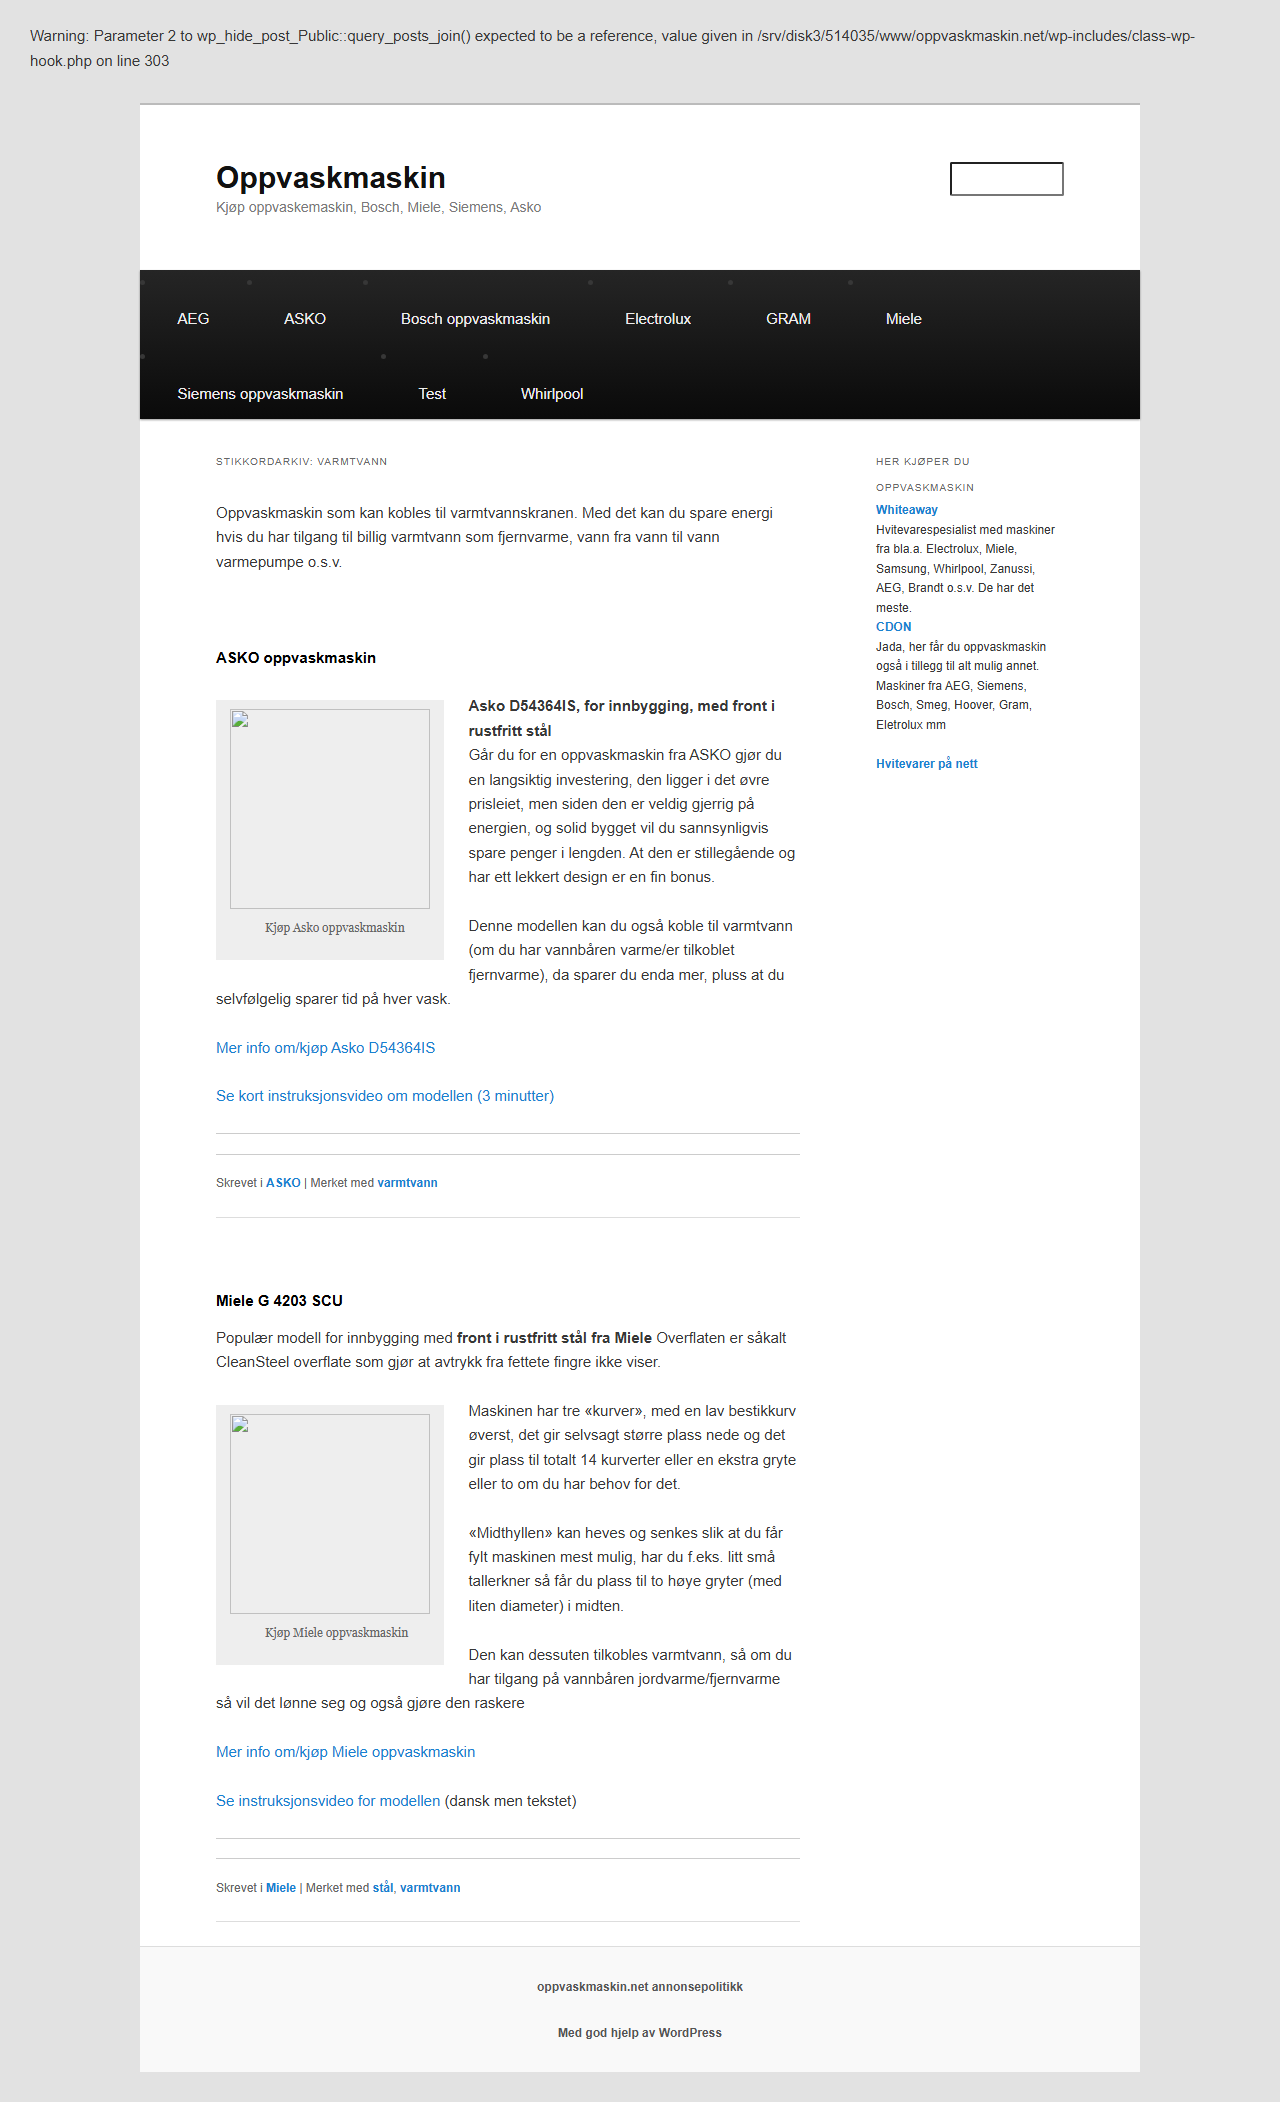 Warning: Parameter 2 to wp_hide_post_Public::query_posts_join() expected to be a reference, value given in /srv/disk3/514035/www/oppvaskmaskin.net/wp-includes/class-wp-
hook.php on line 303
Oppvaskmaskin
Kjøp oppvaskemaskin, Bosch, Miele, Siemens, Asko
AEG
ASKO
Bosch oppvaskmaskin
Electrolux
GRAM
Miele
Siemens oppvaskmaskin
Test
Whirlpool
STIKKORDARKIV: VARMTVANN
Oppvaskmaskin som kan kobles til varmtvannskranen. Med det kan du spare energi
hvis du har tilgang til billig varmtvann som fjernvarme, vann fra vann til vann
varmepumpe o.s.v.
ASKO oppvaskmaskin
Asko D54364IS, for innbygging, med front i
rustfritt stål
Går du for en oppvaskmaskin fra ASKO gjør du
en langsiktig investering, den ligger i det øvre
prisleiet, men siden den er veldig gjerrig på
energien, og solid bygget vil du sannsynligvis
spare penger i lengden. At den er stillegående og
har ett lekkert design er en fin bonus.
Kjøp Asko oppvaskmaskin
Denne modellen kan du også koble til varmtvann
(om du har vannbåren varme/er tilkoblet
fjernvarme), da sparer du enda mer, pluss at du
selvfølgelig sparer tid på hver vask.
Mer info om/kjøp Asko D54364IS
Se kort instruksjonsvideo om modellen (3 minutter)
Skrevet i ASKO | Merket med varmtvann
Miele G 4203 SCU
Populær modell for innbygging med front i rustfritt stål fra Miele Overflaten er såkalt
CleanSteel overflate som gjør at avtrykk fra fettete fingre ikke viser.
Maskinen har tre «kurver», med en lav bestikkurv
øverst, det gir selvsagt større plass nede og det
gir plass til totalt 14 kurverter eller en ekstra gryte
eller to om du har behov for det.
«Midthyllen» kan heves og senkes slik at du får
fylt maskinen mest mulig, har du f.eks. litt små
tallerkner så får du plass til to høye gryter (med
liten diameter) i midten.
Kjøp Miele oppvaskmaskin
Den kan dessuten tilkobles varmtvann, så om du
har tilgang på vannbåren jordvarme/fjernvarme
så vil det lønne seg og også gjøre den raskere
Mer info om/kjøp Miele oppvaskmaskin
Se instruksjonsvideo for modellen (dansk men tekstet)
Skrevet i Miele | Merket med stål, varmtvann
HER KJØPER DU
OPPVASKMASKIN
Whiteaway
Hvitevarespesialist med maskiner
fra bla.a. Electrolux, Miele,
Samsung, Whirlpool, Zanussi,
AEG, Brandt o.s.v. De har det
meste.
CDON
Jada, her får du oppvaskmaskin
også i tillegg til alt mulig annet.
Maskiner fra AEG, Siemens,
Bosch, Smeg, Hoover, Gram,
Eletrolux mm
Hvitevarer på nett
oppvaskmaskin.net annonsepolitikk
Med god hjelp av WordPress